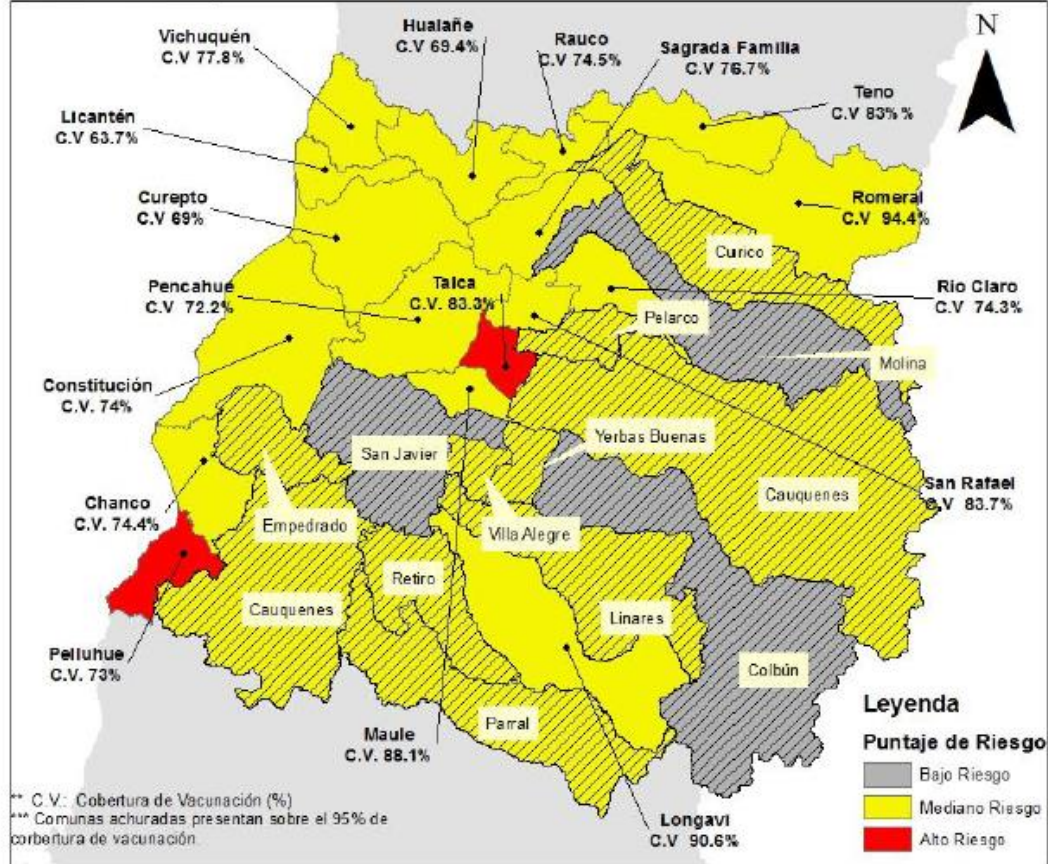 Hualañe
C.V 69.4%
Vichuquén
C.V 77.8%
Rauco
C.V 74.5%
Sagrada Familia
C.V 76.7%
N
Teno
C.V 83% %
Licantén
C.V 63.7%
Curepto
C.V 69%
Romeral
C.V 94.4%
Curico
Pencahue
C.V 72.2%
Talca
C.V. 83.3%
Rio Claro
C.V 74.3%
Pelarco
Molina
Constitución
C.V. 74%
San Javier
Yerbas Buenas
Chanco
C.V. 74.4%
Empedrado
Villa Alegre
Cauquenes
San Rafael
C.V 83.7%
Retiro
Cauquenes
Linares
Pelluhue
C.V. 73%
Colbún
Parral
Maule
C.V. 88.1%
Longaví
C.V 90.6%
Leyenda
Puntaje de Riesgo
Bajo Riesgo
Mediano Riesgo
Alto Riesgo
** C.V.: Cobertura de Vacunación (%)
*** Comunas achuradas presentan sobre el 95% de
corbertura de vacunación